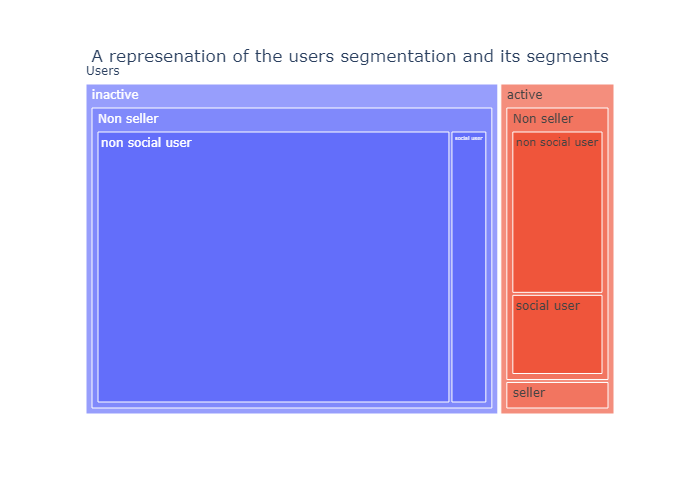 A represenation of the users segmentation and its segments
Users
inactive
Non seller
non social user
social user
active
Non seller
non social user
social user
seller